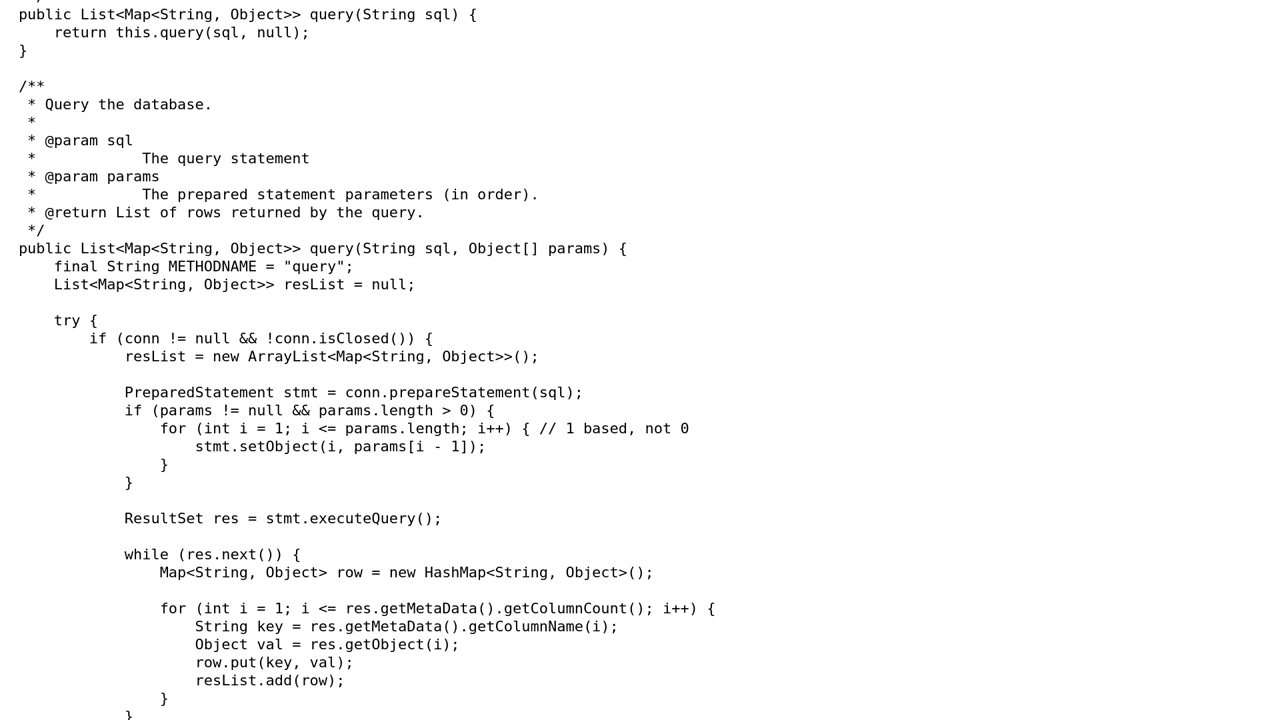 public List<Map<String, Object>> query(String sql) {
    return this.query(sql, null);
}

/**
 * Query the database.
 *
 * @param sql
 *            The query statement
 * @param params
 *            The prepared statement parameters (in order).
 * @return List of rows returned by the query.
 */
public List<Map<String, Object>> query(String sql, Object[] params) {
    final String METHODNAME = "query";
    List<Map<String, Object>> resList = null;

    try {
        if (conn != null && !conn.isClosed()) {
            resList = new ArrayList<Map<String, Object>>();

            PreparedStatement stmt = conn.prepareStatement(sql);
            if (params != null && params.length > 0) {
                for (int i = 1; i <= params.length; i++) { // 1 based, not 0
                    stmt.setObject(i, params[i - 1]);
                }
            }

            ResultSet res = stmt.executeQuery();

            while (res.next()) {
                Map<String, Object> row = new HashMap<String, Object>();

                for (int i = 1; i <= res.getMetaData().getColumnCount(); i++) {
                    String key = res.getMetaData().getColumnName(i);
                    Object val = res.getObject(i);
                    row.put(key, val);
                    resList.add(row);
                }
            }